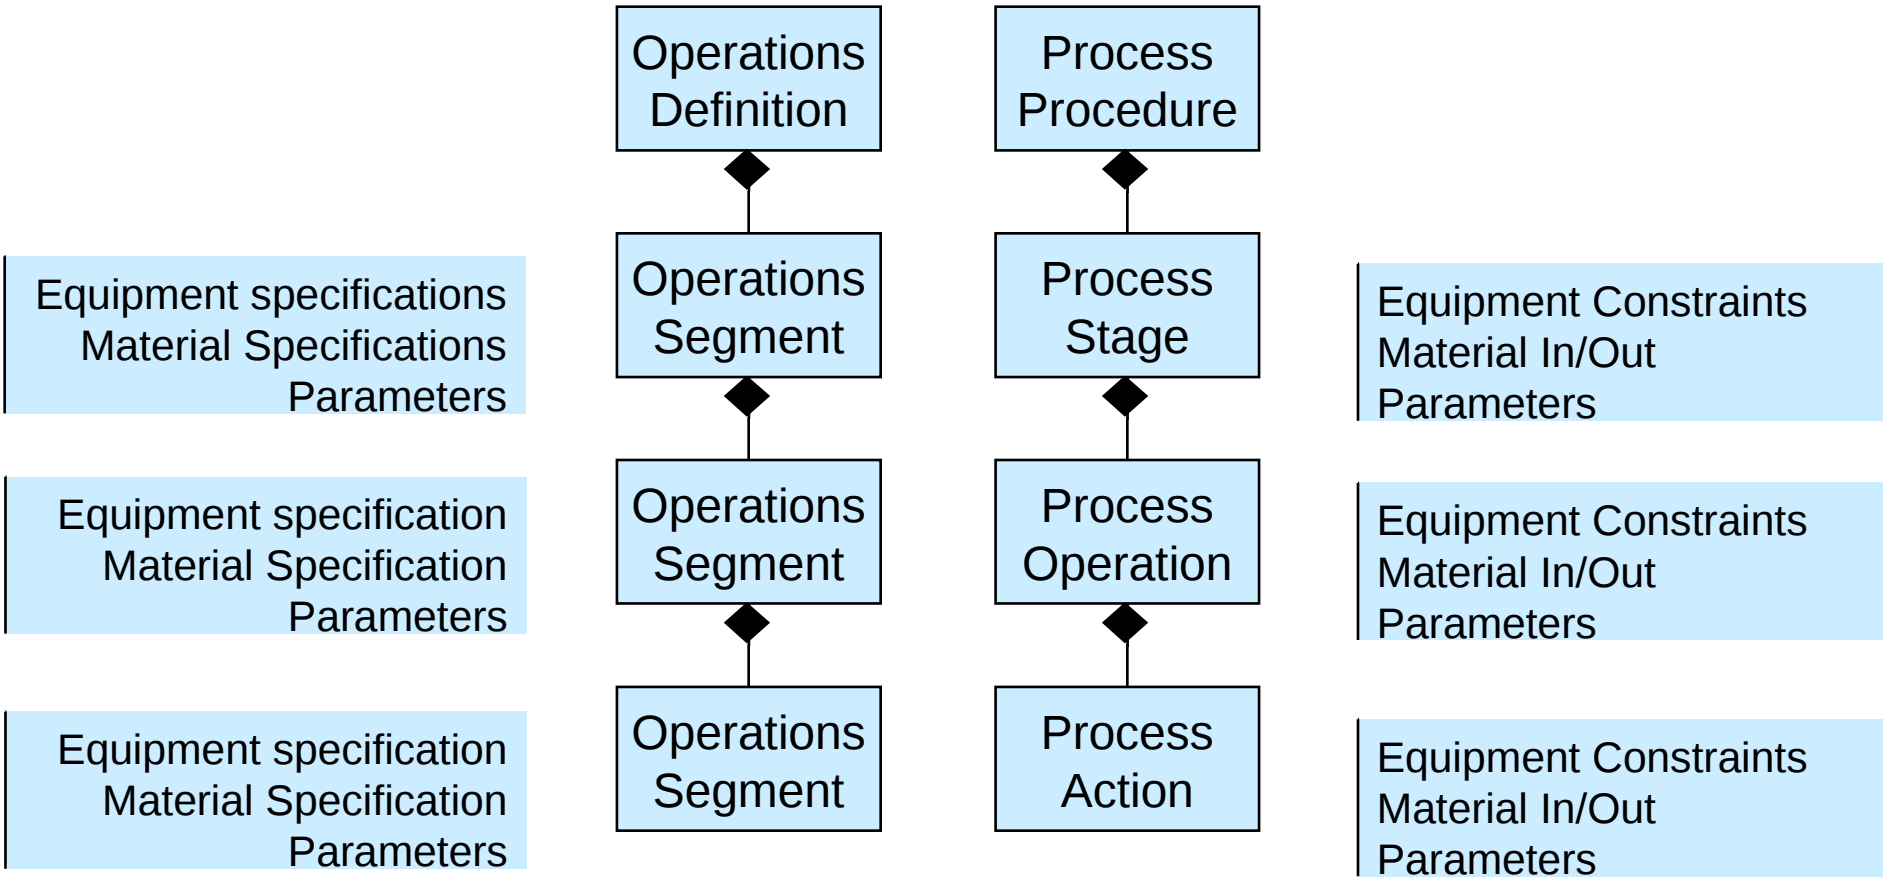 Operations
Definition
Process
Procedure
Equipment specifications
Material Specifications
Parameters
Operations
Segment
Process
Stage
Equipment Constraints
Material In/Out
Parameters
Equipment specification
Material Specification
Parameters
Operations
Segment
Process
Operation
Equipment Constraints
Material In/Out
Parameters
Equipment specification
Material Specification
Parameters
Operations
Segment
Process
Action
Equipment Constraints
Material In/Out
Parameters